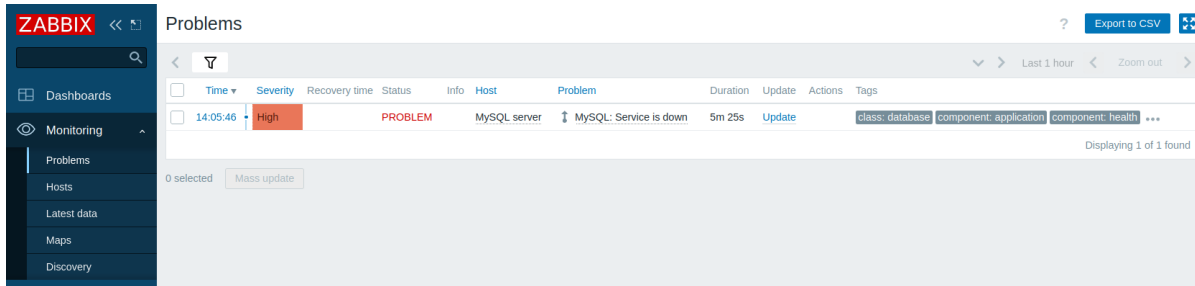 ZABBIX
Problems
? Export to CSV
Last 1 hour Zoom out
Dashboards
Monitoring
Problems
Hosts
Latest data
Maps
Discovery
Time Severity Recovery time Status Info Host Problem Duration Update Actions Tags
14:05:46 High PROBLEM MySQL server MySQL: Service is down 5m 25s Update class: database component: application component: health
Displaying 1 of 1 found
0 selected Mass update